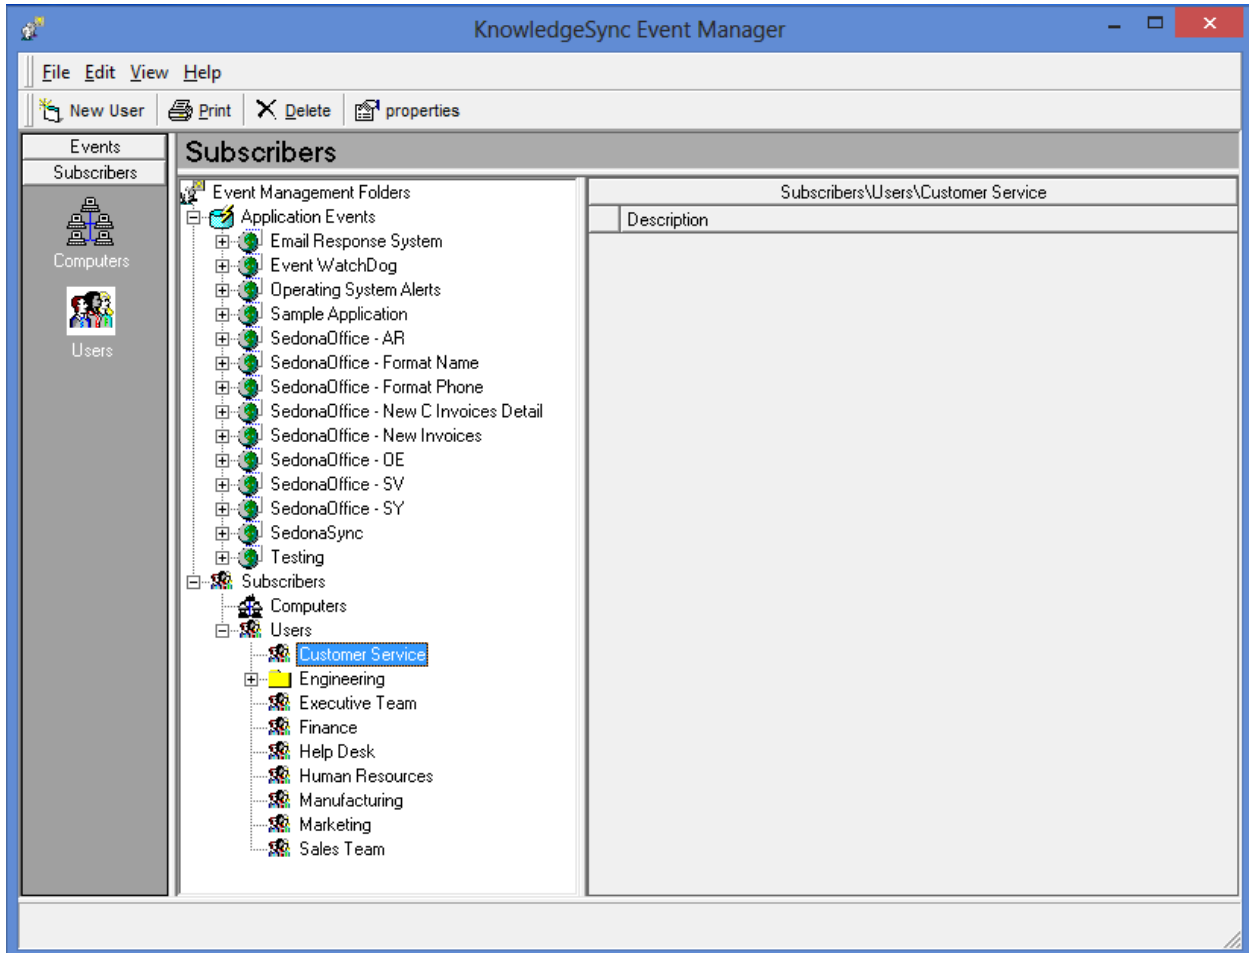 KnowledgeSync Event Manager
File Edit View Help
New User Print Delete properties
Events
Subscribers
Computers
Users
Subscribers
Event Management Folders
Application Events
Email Response System
Event WatchDog
Operating System Alerts
Sample Application
SedonaOffice - AR
SedonaOffice - Format Name
SedonaOffice - Format Phone
SedonaOffice - New C Invoices Detail
SedonaOffice - New Invoices
SedonaOffice - OE
SedonaOffice - SV
SedonaOffice - SY
SedonaSync
Testing
Subscribers
Computers
Users
Customer Service
Engineering
Executive Team
Finance
Help Desk
Human Resources
Manufacturing
Marketing
Sales Team
Subscribers\Users\Customer Service
Description